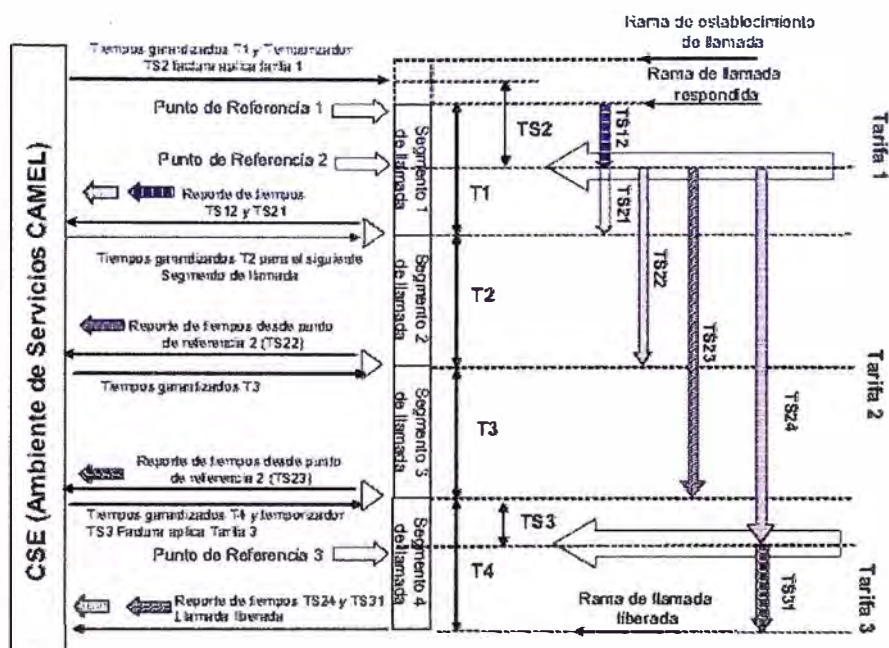 CSE (Ambiente de Servicios CAMEL)
Tiempos garantizados T1 y Temporizador
TS2 factura aplica tarifa 1
Punto de Referencia 1
Punto de Referencia 2
Reporte de tiempos
TS12 y TS21
Tiempos garantizados T2 para el siguiente
Segmento de llamada
Reporte de tiempos desde punto
de referencia 2 (TS22)
Tiempos garantizados T3
Reporte de tiempos desde punto
de referencia 2 (TS23)
Tiempos garantizados T4 y temporizador
TS3 Factura aplica Tarifa 3
Punto de Referencia 3
Reporte de tiempos TS24 y TS31
Llamada liberada
Segmento 1
de llamada
Segmento 2
de llamada
Segmento 3
de llamada
Segmento 4
de llamada
Rama de establecimiento
de llamada
Rama de llamada
respondida
TS2
T1
T2
T3
TS3
T4
TS12
TS21
TS22
TS23
TS24
TS31
Rama de llamada
liberada
Tarifa 1
Tarifa 2
Tarifa 3